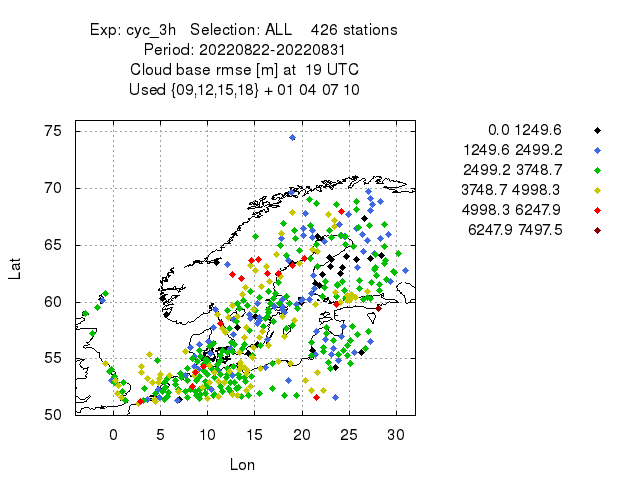 Exp: cyc_3h   Selection: ALL    426 stations
Period: 20220822-20220831
Cloud base rmse [m] at  19 UTC
Used {09,12,15,18} + 01 04 07 10
0.0 1249.6
1249.6 2499.2
2499.2 3748.7
3748.7 4998.3
4998.3 6247.9
6247.9 7497.5
75
70
65
60
55
50
Lat
0 5 10 15 20 25 30
Lon